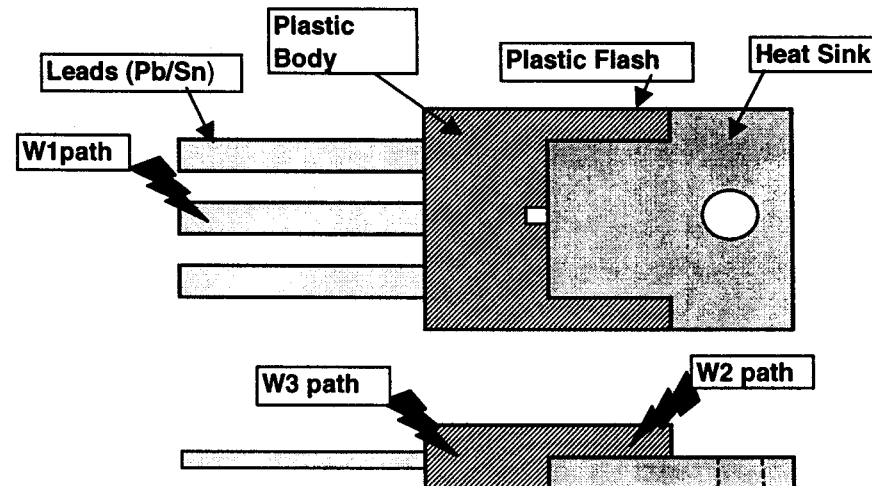 Plastic
Body
Plastic Flash
Heat Sink
Leads (Pb/Sn)
W1path
W3 path
W2 path